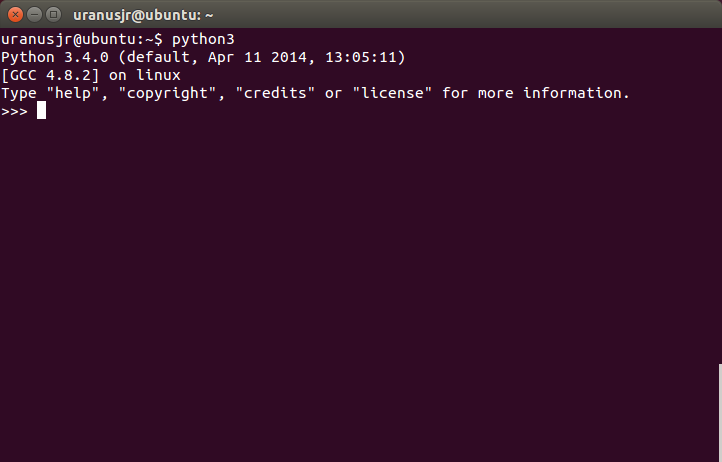 uranusjr@ubuntu: ~
uranusjr@ubuntu:~$ python3
Python 3.4.0 (default, Apr 11 2014, 13:05:11)
[GCC 4.8.2] on linux
Type "help", "copyright", "credits" or "license" for more information.
>>>